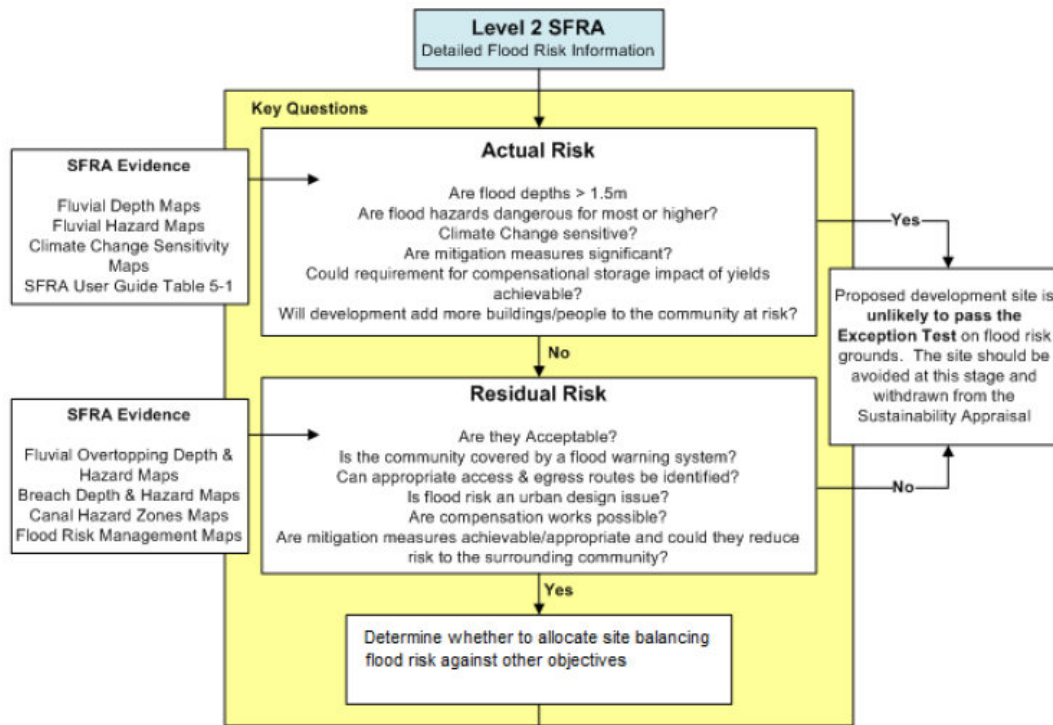 Level 2 SFRA
Detailed Flood Risk Information
Key Questions
Actual Risk
Are flood depths > 1.5m
Are flood hazards dangerous for most or higher?
Climate Change sensitive?
Are mitigation measures significant?
Could requirement for compensational storage impact of yields
achievable?
Will development add more buildings/people to the community at risk?
SFRA Evidence
Fluvial Depth Maps
Fluvial Hazard Maps
Climate Change Sensitivity
Maps
SFRA User Guide Table 5-1
Yes
Proposed development site is
unlikely to pass the
Exception Test on flood risk
grounds. The site should be
avoided at this stage and
withdrawn from the
Sustainability Appraisal
No
Residual Risk
Are they Acceptable?
Is the community covered by a flood warning system?
Can appropriate access & egress routes be identified?
Is flood risk an urban design issue?
Are compensation works possible?
Are mitigation measures achievable/appropriate and could they reduce
risk to the surrounding community?
SFRA Evidence
Fluvial Overtopping Depth &
Hazard Maps
Breach Depth & Hazard Maps
Canal Hazard Zones Maps
Flood Risk Management Maps
No
Yes
Determine whether to allocate site balancing
flood risk against other objectives